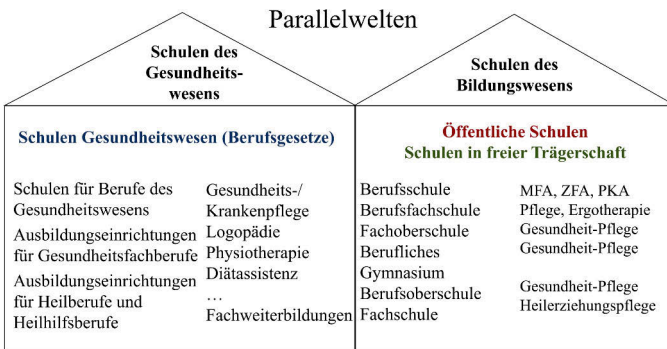 Parallelwelten
Schulen des
Gesundheits-
wesens
Schulen Gesundheitswesen (Berufsgesetze)
Schulen für Berufe des
Gesundheitswesens
Ausbildungseinrichtungen
für Gesundheitsfachberufe
Ausbildungseinrichtungen
für Heilberufe und
Heilhilfsberufe
Gesundheits-/
Krankenpflege
Logopädie
Physiotherapie
Diätassistenz
…
Fachweiterbildungen
Schulen des
Bildungswesens
Öffentliche Schulen
Schulen in freier Trägerschaft
Berufsschule
Berufsfachschule
Fachoberschule
Berufliches
Gymnasium
Berufsoberschule
Fachschule
MFA, ZFA, PKA
Pflege, Ergotherapie
Gesundheit-Pflege
Gesundheit-Pflege
Gesundheit-Pflege
Heilerziehungspflege